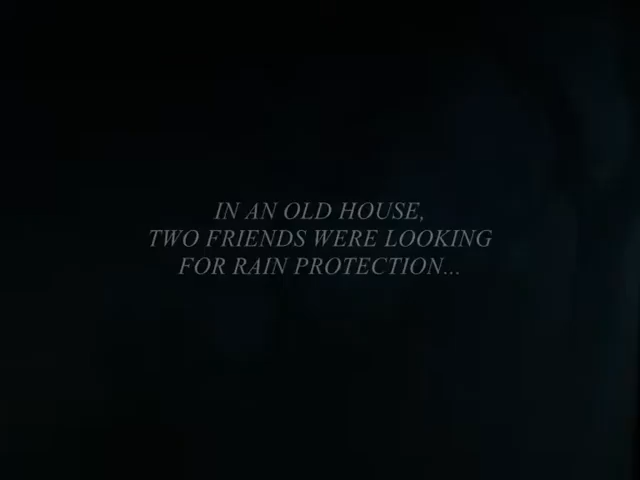 IN AN OLD HOUSE,
TWO FRIENDS WERE LOOKING
FOR RAIN PROTECTION...